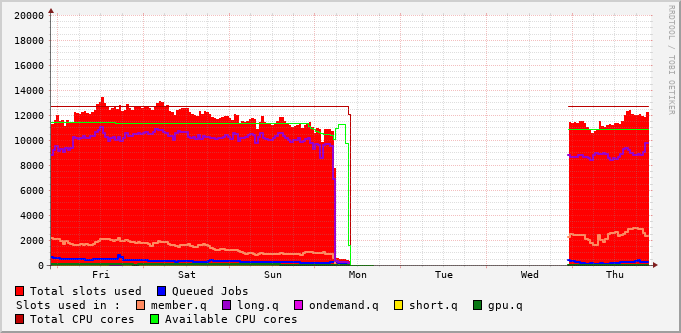 20000
18000
16000
14000
12000
10000
8000
6000
4000
2000
0
Fri Sat Sun Mon Tue Wed Thu
Total slots used Queued Jobs
Slots used in : member.q long.q ondemand.q short.q gpu.q
Total CPU cores Available CPU cores
RRDTOOL / TOBI OETIKER